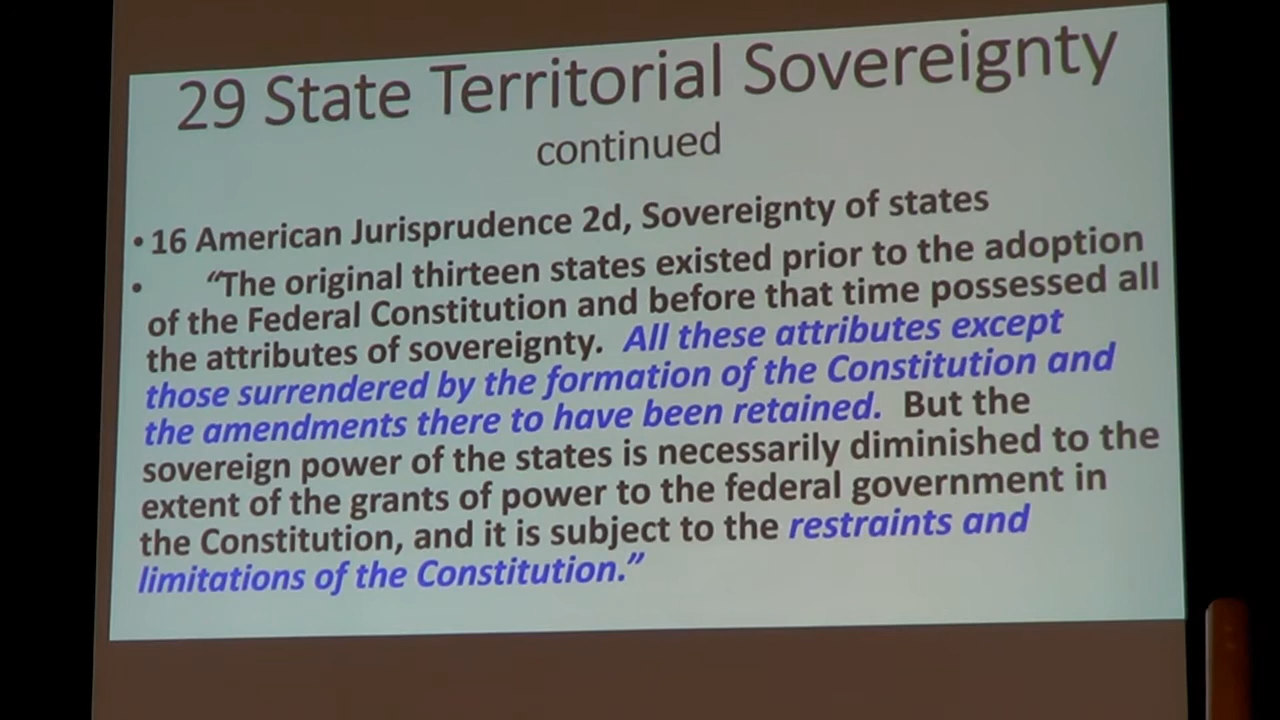 29 State Territorial Sovereignty
continued
• 16 American Jurisprudence 2d, Sovereignty of states
• “The original thirteen states existed prior to the adoption
of the Federal Constitution and before that time possessed all
the attributes of sovereignty. All these attributes except
those surrendered by the formation of the Constitution and
the amendments there to have been retained. But the
sovereign power of the states is necessarily diminished to the
extent of the grants of power to the federal government in
the Constitution, and it is subject to the restraints and
limitations of the Constitution.”